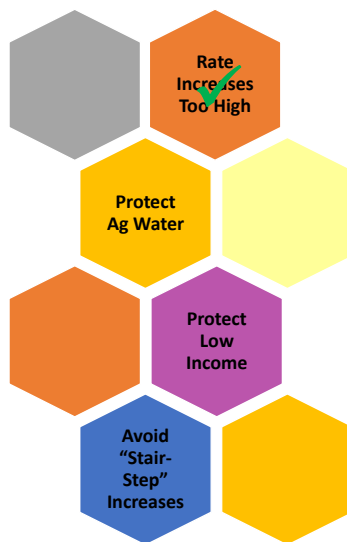 Rate
Increases
Too High
Protect
Ag Water
Protect
Low
Income
Avoid
“Stair-
Step”
Increases